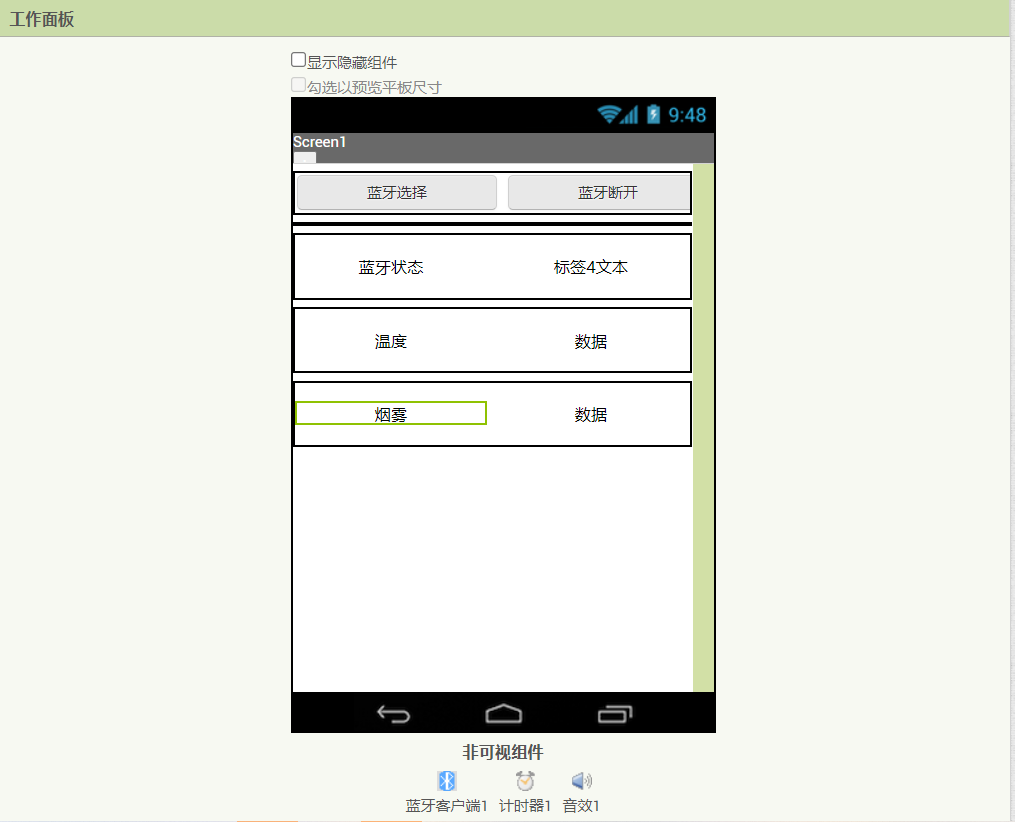 工作面板
显示隐藏组件
勾选以预览平板尺寸
9:48
Screen1
蓝牙选择 蓝牙断开
蓝牙状态 标签4文本
温度 数据
烟雾 数据
非可视组件
蓝牙客户端1 计时器1 音效1